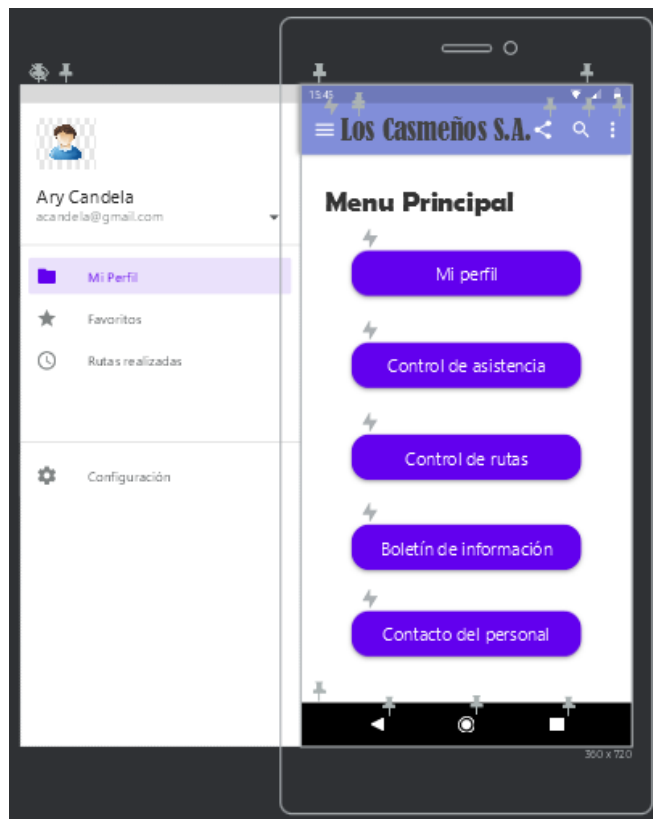 Ary Candela
acandela@gmail.com
Mi Perfil
Favoritos
Rutas realizadas
Configuración
15:45
Los Casmeños S.A.
Menu Principal
Mi perfil
Control de asistencia
Control de rutas
Boletín de información
Contacto del personal
360 x 720